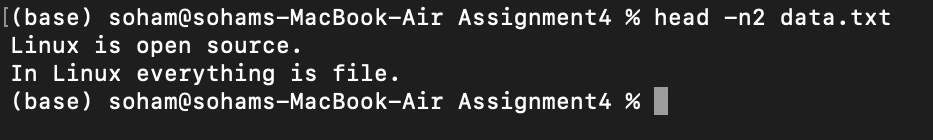 [(base) soham@sohams-MacBook-Air Assignment4 % head -n2 data.txt
Linux is open source.
In Linux everything is file.
(base) soham@sohams-MacBook-Air Assignment4 %